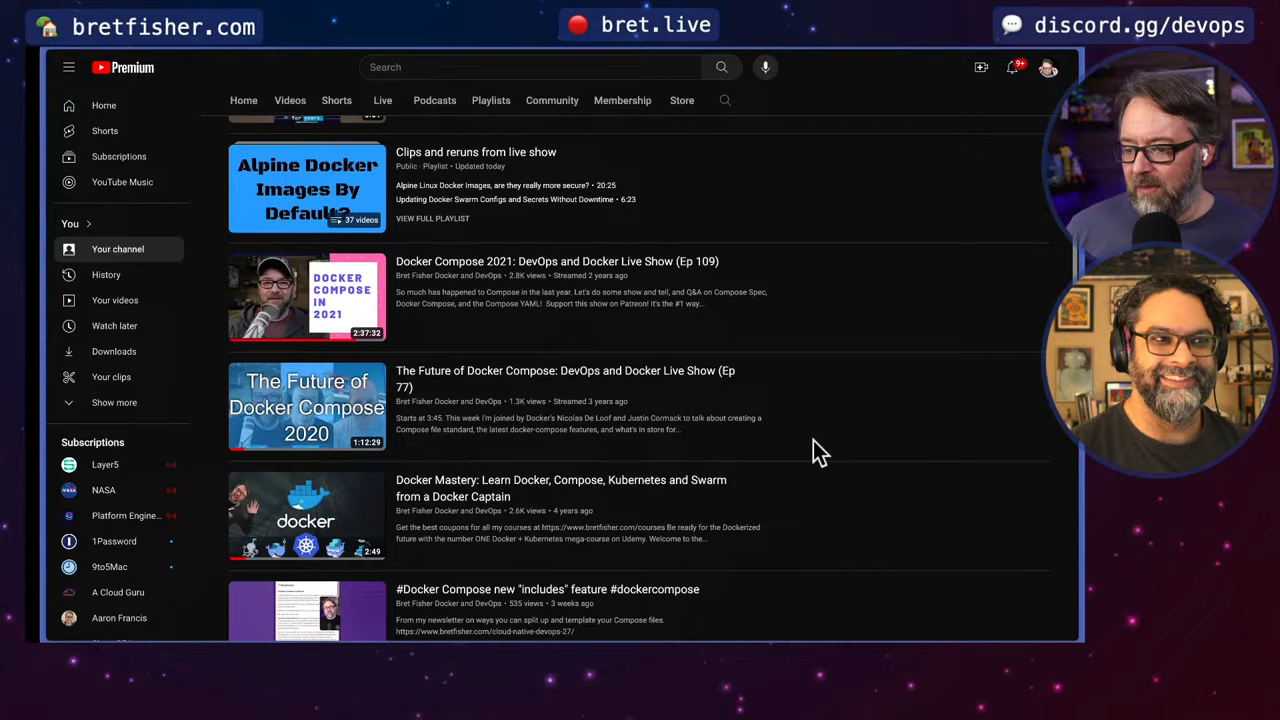 bretfisher.com
bret.live
discord.gg/devops
Premium
Search
9+
Home
Videos
Shorts
Live
Podcasts
Playlists
Community
Membership
Store
Home
Shorts
Subscriptions
YouTube Music
You
Your channel
History
Your videos
Watch later
Downloads
Your clips
Show more
Subscriptions
Layer5
NASA
Platform Engine...
1Password
9to5Mac
A Cloud Guru
Aaron Francis
for years.
Alpine Docker
Images By
Default?
37 videos
Clips and reruns from live show
Public • Playlist • Updated today
Alpine Linux Docker Images, are they really more secure? • 20:25
Updating Docker Swarm Configs and Secrets Without Downtime • 6:23
VIEW FULL PLAYLIST
DOCKER
COMPOSE
IN
2021
2:37:32
Docker Compose 2021: DevOps and Docker Live Show (Ep 109)
Bret Fisher Docker and DevOps • 2.8K views • Streamed 2 years ago
So much has happened to Compose in the last year. Let's do some show and tell, and Q&A on Compose Spec,
Docker Compose, and the Compose YAML! Support this show on Patreon! It's the #1 way...
The Future of
Docker Compose
2020
1:12:29
The Future of Docker Compose: DevOps and Docker Live Show (Ep
77)
Bret Fisher Docker and DevOps • 1.3K views • Streamed 3 years ago
Starts at 3:45. This week I'm joined by Docker's Nicolas De Loof and Justin Cormack to talk about creating a
Compose file standard, the latest docker-compose features, and what's in store for...
docker
2:49
Docker Mastery: Learn Docker, Compose, Kubernetes and Swarm
from a Docker Captain
Bret Fisher Docker and DevOps • 2.6K views • 4 years ago
Get the best coupons for all my courses at https://www.bretfisher.com/courses Be ready for the Dockerized
future with the number ONE Docker + Kubernetes mega-course on Udemy. Welcome to the...
#Docker Compose new "includes" feature #dockercompose
Bret Fisher Docker and DevOps • 535 views • 3 weeks ago
From my newsletter on ways you can split up and template your Compose files.
https://www.bretfisher.com/cloud-native-devops-27/